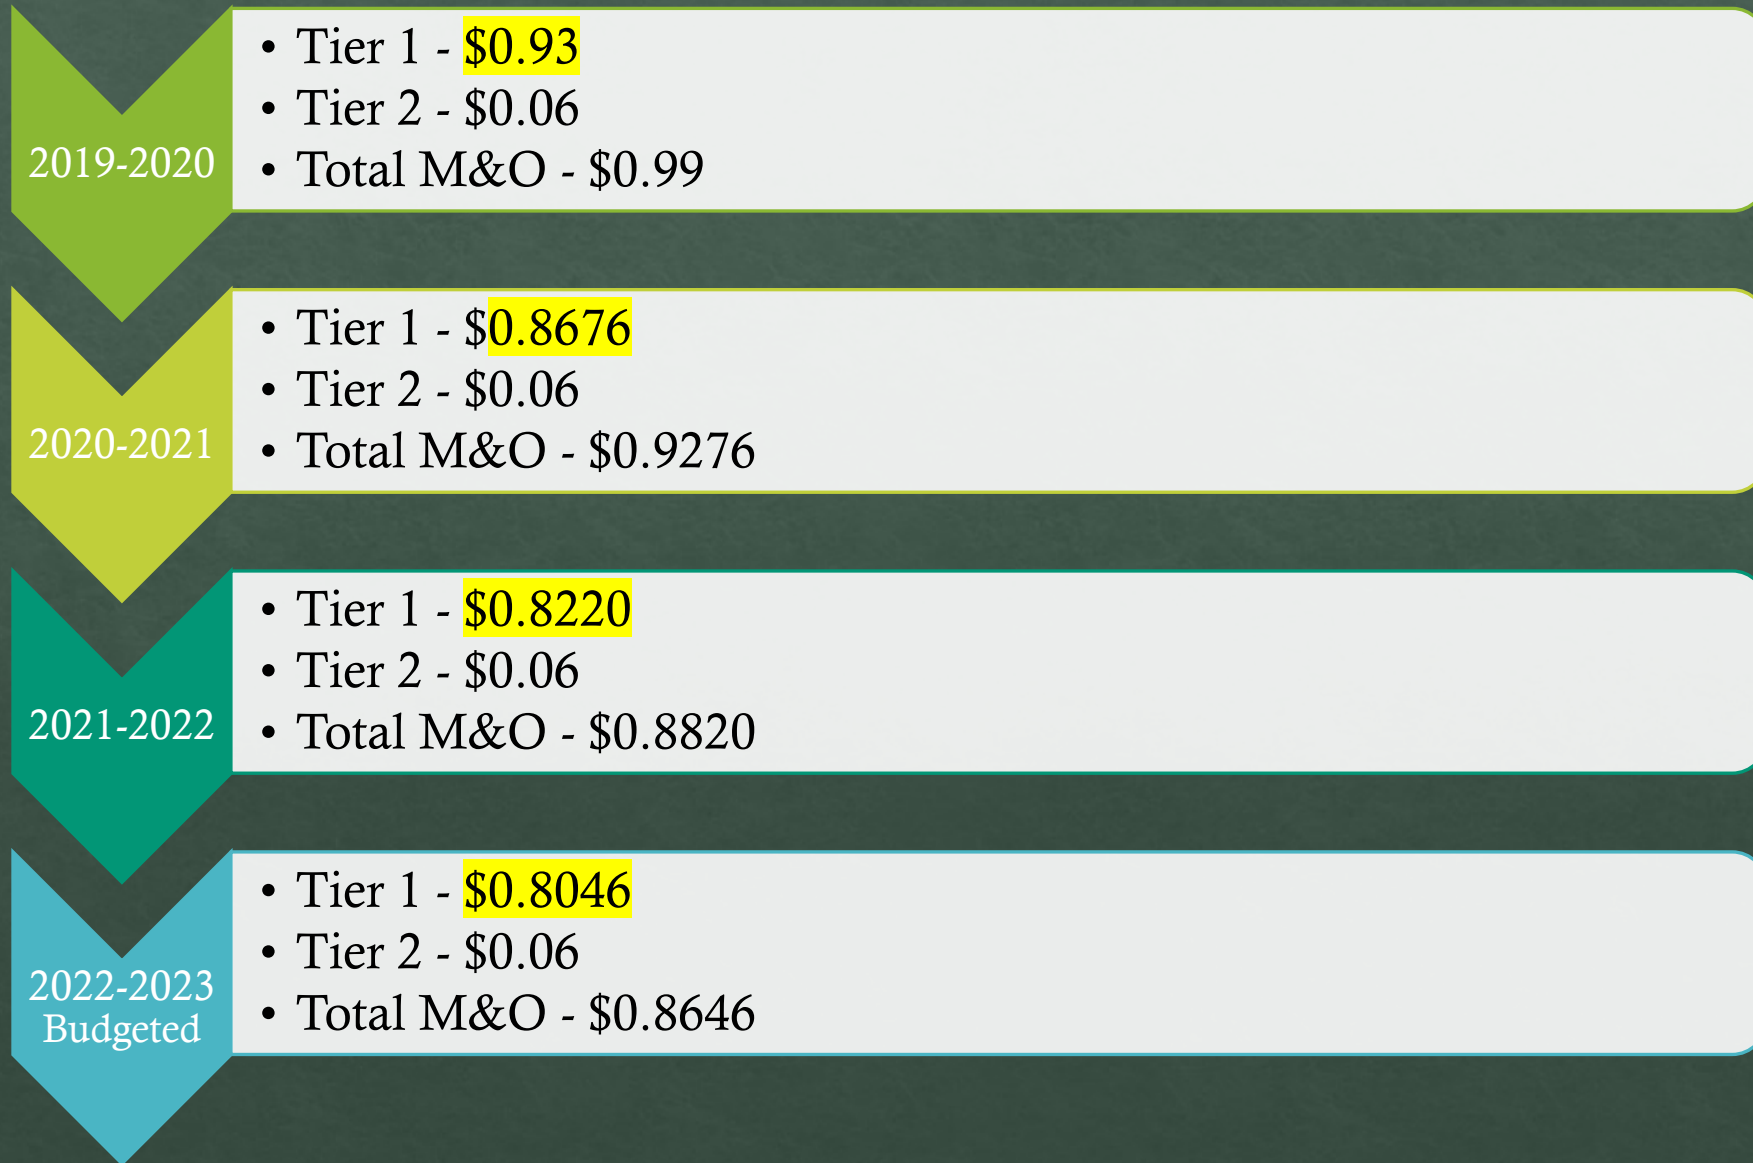 2019-2020
• Tier 1 - $0.93
• Tier 2 - $0.06
• Total M&O - $0.99
2020-2021
• Tier 1 - $0.8676
• Tier 2 - $0.06
• Total M&O - $0.9276
2021-2022
• Tier 1 - $0.8220
• Tier 2 - $0.06
• Total M&O - $0.8820
2022-2023
Budgeted
• Tier 1 - $0.8046
• Tier 2 - $0.06
• Total M&O - $0.8646